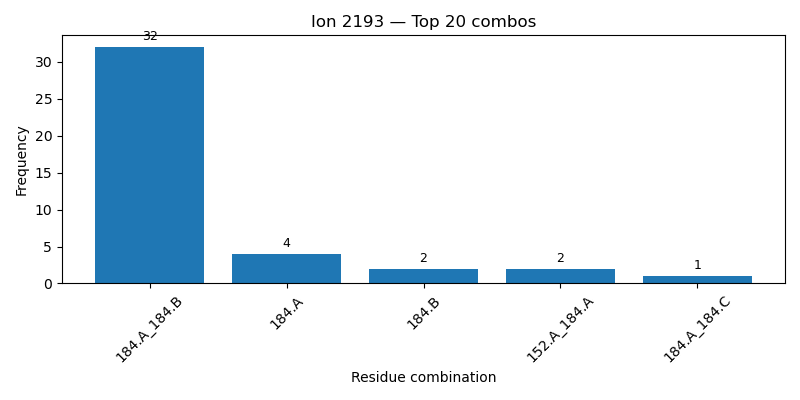 Ion 2193 — Top 20 combos
32
4
2
2
1
30
25
20
15
10
5
0
Frequency
184.A_184.B
184.A
184.B
152.A_184.A
184.A_184.C
Residue combination